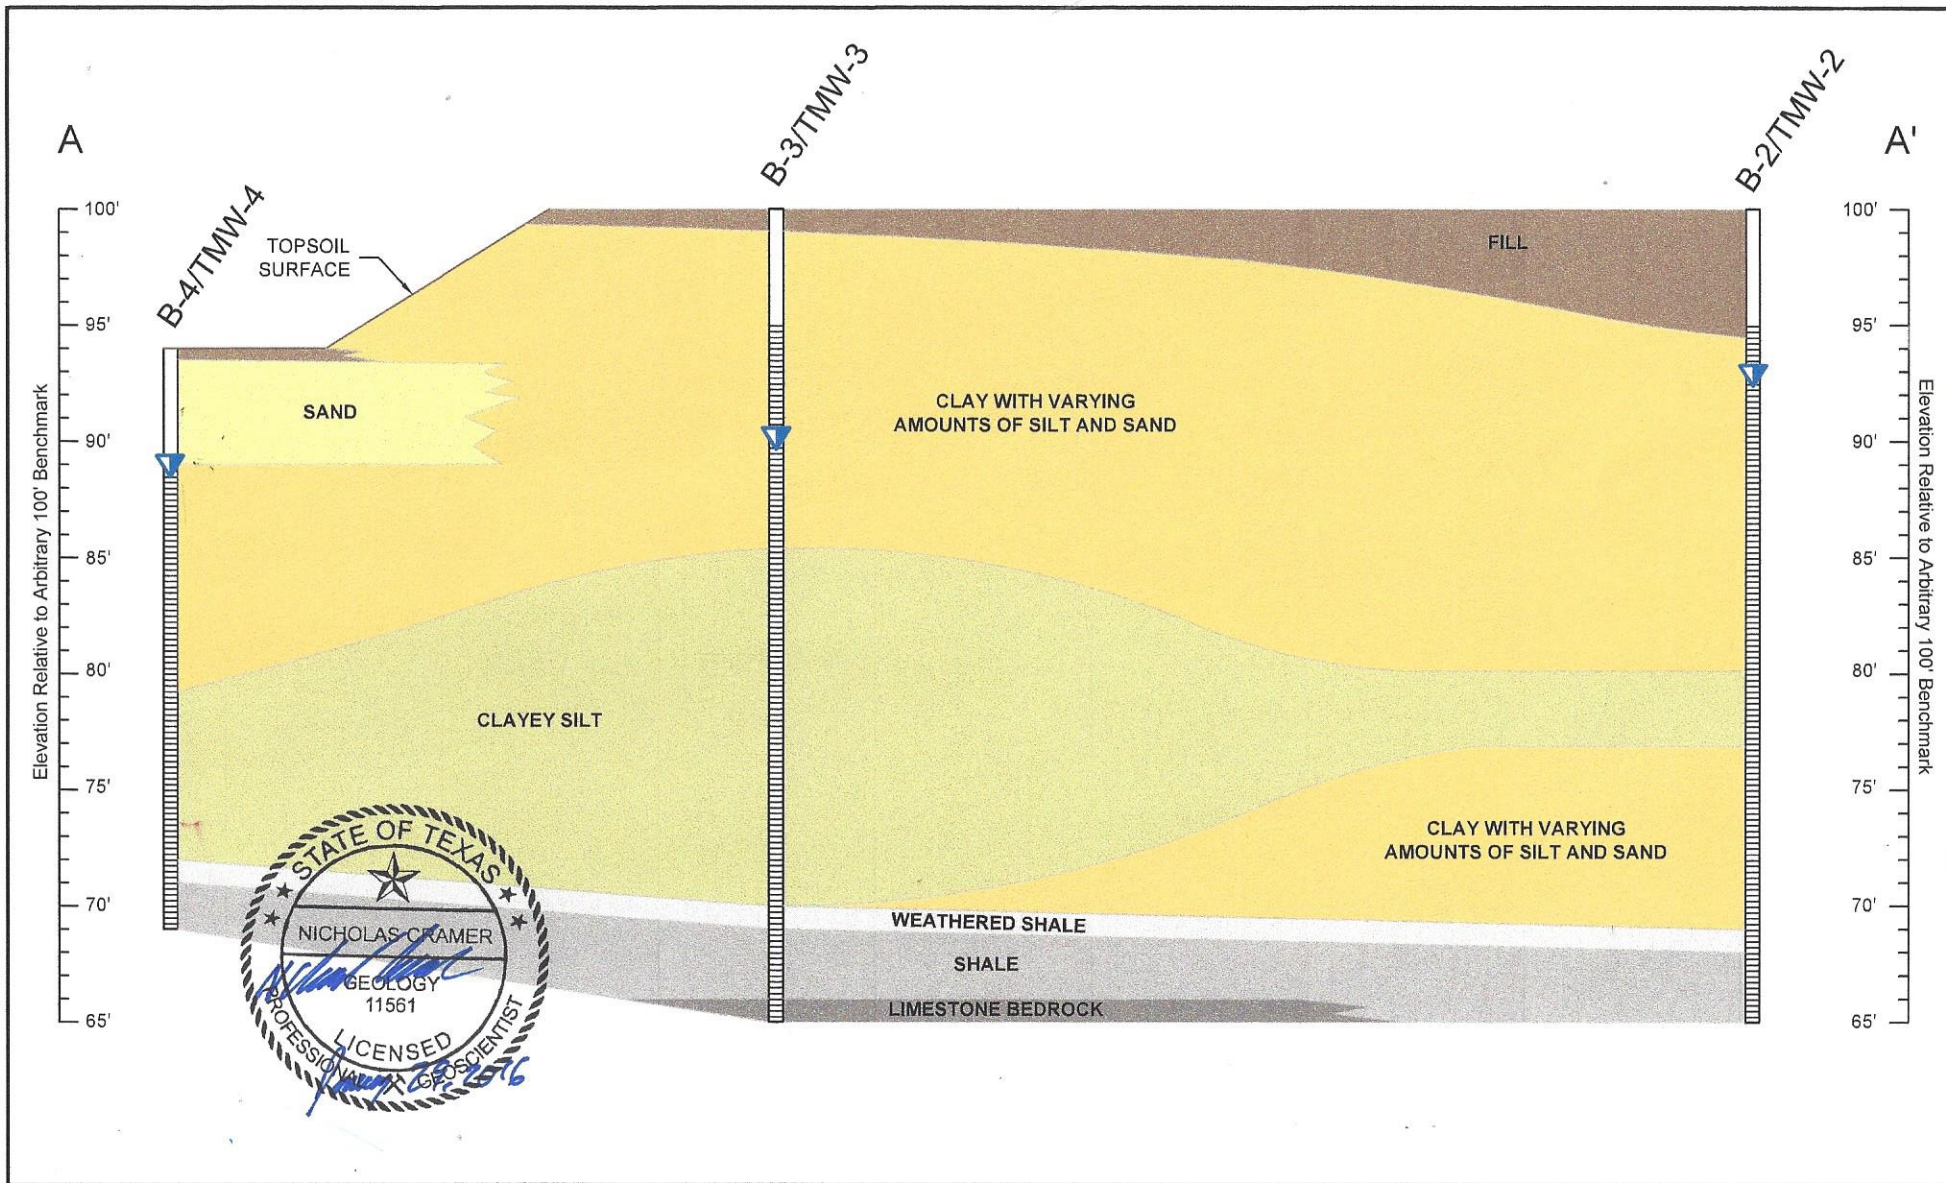 A
B-4/TMW-4
B-3/TMW-3
B-2/TMW-2
A'
100'
95'
90'
85'
80'
75'
70'
65'
Elevation Relative to Arbitrary 100' Benchmark
TOPSOIL
SURFACE
FILL
SAND
CLAY WITH VARYING
AMOUNTS OF SILT AND SAND
CLAYEY SILT
CLAY WITH VARYING
AMOUNTS OF SILT AND SAND
WEATHERED SHALE
SHALE
LIMESTONE BEDROCK
STATE OF TEXAS
NICHOLAS CRAMER
GEOLOGY
11561
LICENSED
PROFESSIONAL GEOSCIENTIST
100'
95'
90'
85'
80'
75'
70'
65'
Elevation Relative to Arbitrary 100' Benchmark